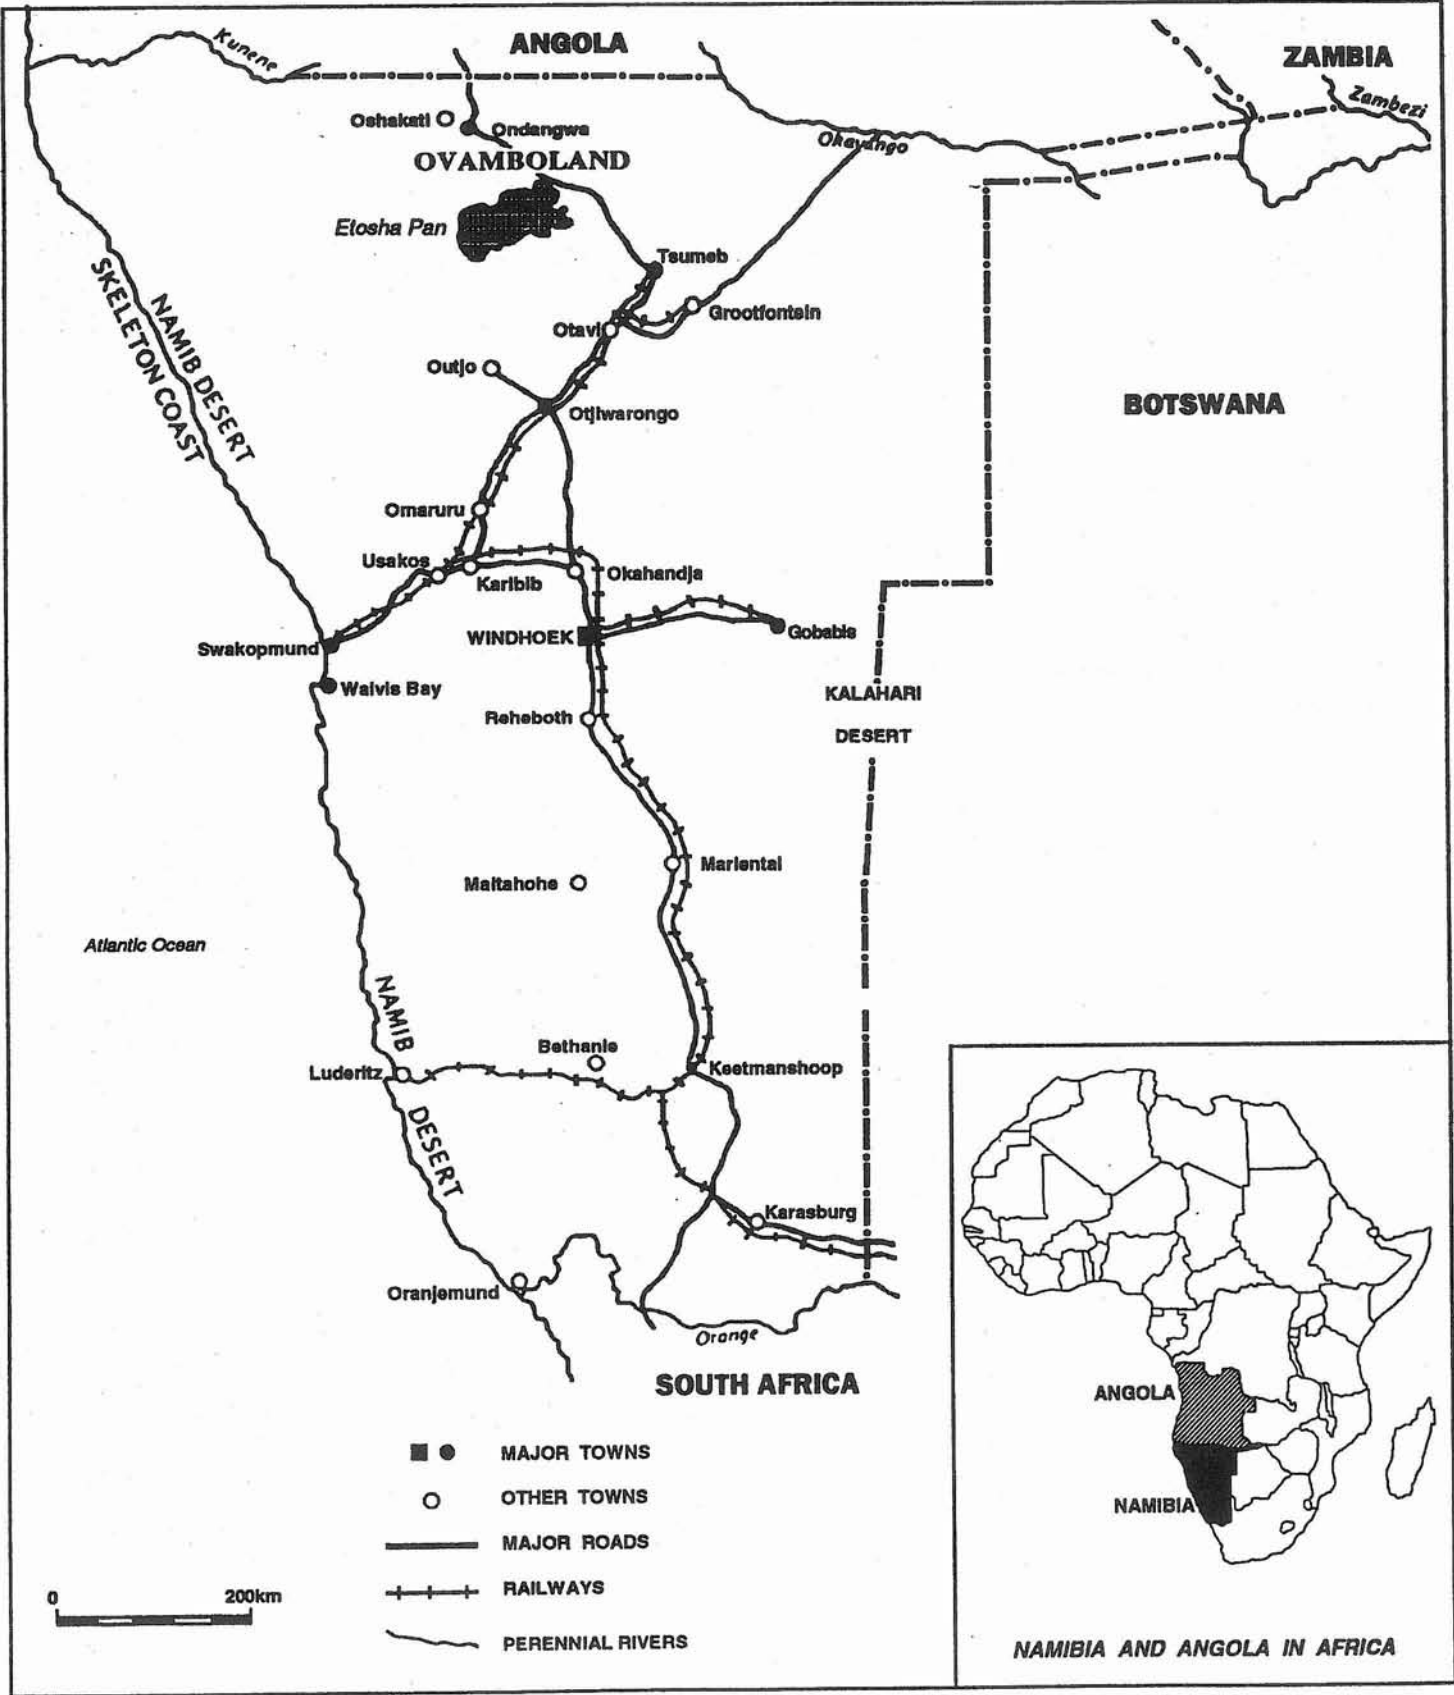 Kunene
ANGOLA
ZAMBIA
Zambezi
Oshakati
Ondangwa
Okavango
OVAMBOLAND
Etosha Pan
Tsumeb
Grootfontein
Otavi
Outjo
Otjiwarongo
BOTSWANA
NAMIB DESERT
SKELETON COAST
Omaruru
Usakos
Karibib
Okahandja
WINDHOEK
Gobabis
Swakopmund
Walvis Bay
KALAHARI
DESERT
Reheboth
Mariental
Maltahohe
Atlantic Ocean
NAMIB
DESERT
Bethanie
Luderitz
Keetmanshoop
Karasburg
Oranjemund
Orange
SOUTH AFRICA
MAJOR TOWNS
OTHER TOWNS
MAJOR ROADS
RAILWAYS
PERENNIAL RIVERS
0 200km
ANGOLA
NAMIBIA
NAMIBIA AND ANGOLA IN AFRICA